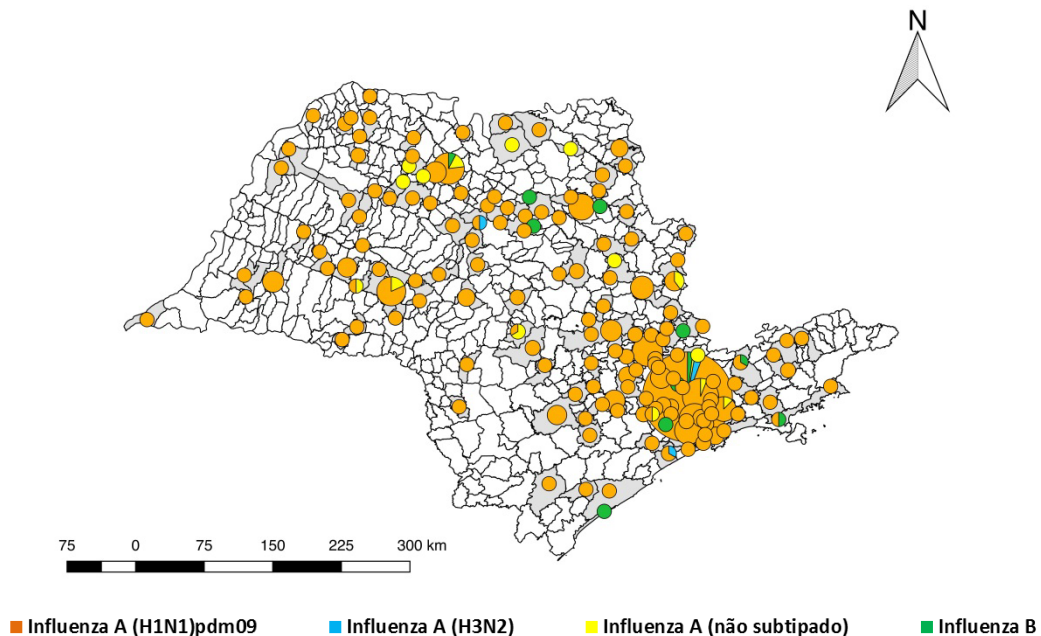 N
75 0 75 150 225 300 km
Influenza A (H1N1)pdm09 Influenza A (H3N2) Influenza A (não subtipado) Influenza B